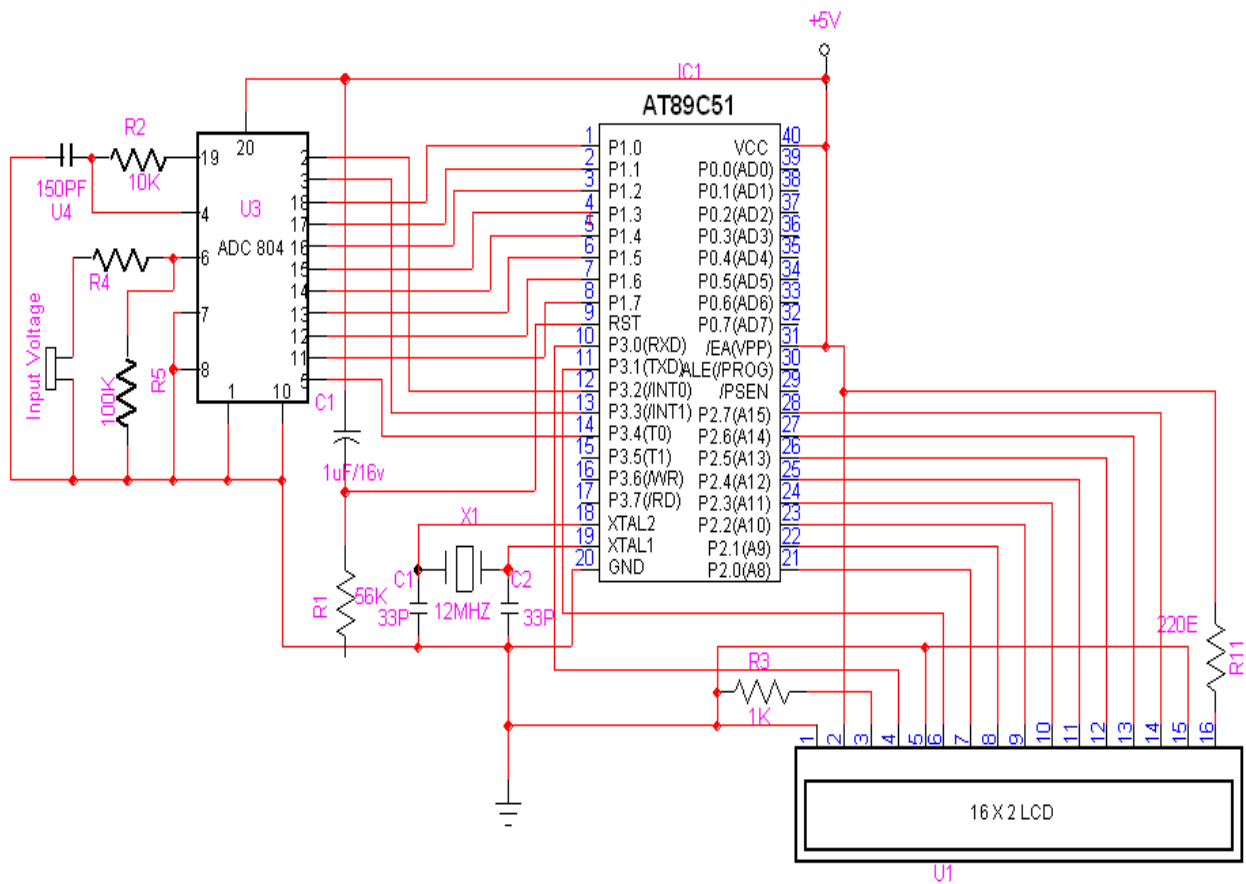 +5V
IC1
AT89C51
R2
10K
150PF
U4
19
20
4
U3
ADC 804
6
7
8
1
10
2
3
18
17
16
15
14
13
12
11
5
R4
Input Voltage
100K
R5
C1
1uF/16v
R1
56K
X1
C1
C2
33P
12MHZ
33P
1 P1.0
2 P1.1
3 P1.2
4 P1.3
5 P1.4
6 P1.5
7 P1.6
8 P1.7
9 RST
10 P3.0(RXD)
11 P3.1(TXD)
12 P3.2(/INT0)
13 P3.3(/INT1)
14 P3.4(T0)
15 P3.5(T1)
16 P3.6(/WR)
17 P3.7(/RD)
18 XTAL2
19 XTAL1
20 GND
VCC 40
P0.0(AD0) 39
P0.1(AD1) 38
P0.2(AD2) 37
P0.3(AD3) 36
P0.4(AD4) 35
P0.5(AD5) 34
P0.6(AD6) 33
P0.7(AD7) 32
/EA(VPP) 31
ALE(/PROG) 30
/PSEN 29
P2.7(A15) 28
P2.6(A14) 27
P2.5(A13) 26
P2.4(A12) 25
P2.3(A11) 24
P2.2(A10) 23
P2.1(A9) 22
P2.0(A8) 21
220E
R11
R3
1K
1 2 3 4 5 6 7 8 9 10 11 12 13 14 15 16
16 X 2 LCD
U1